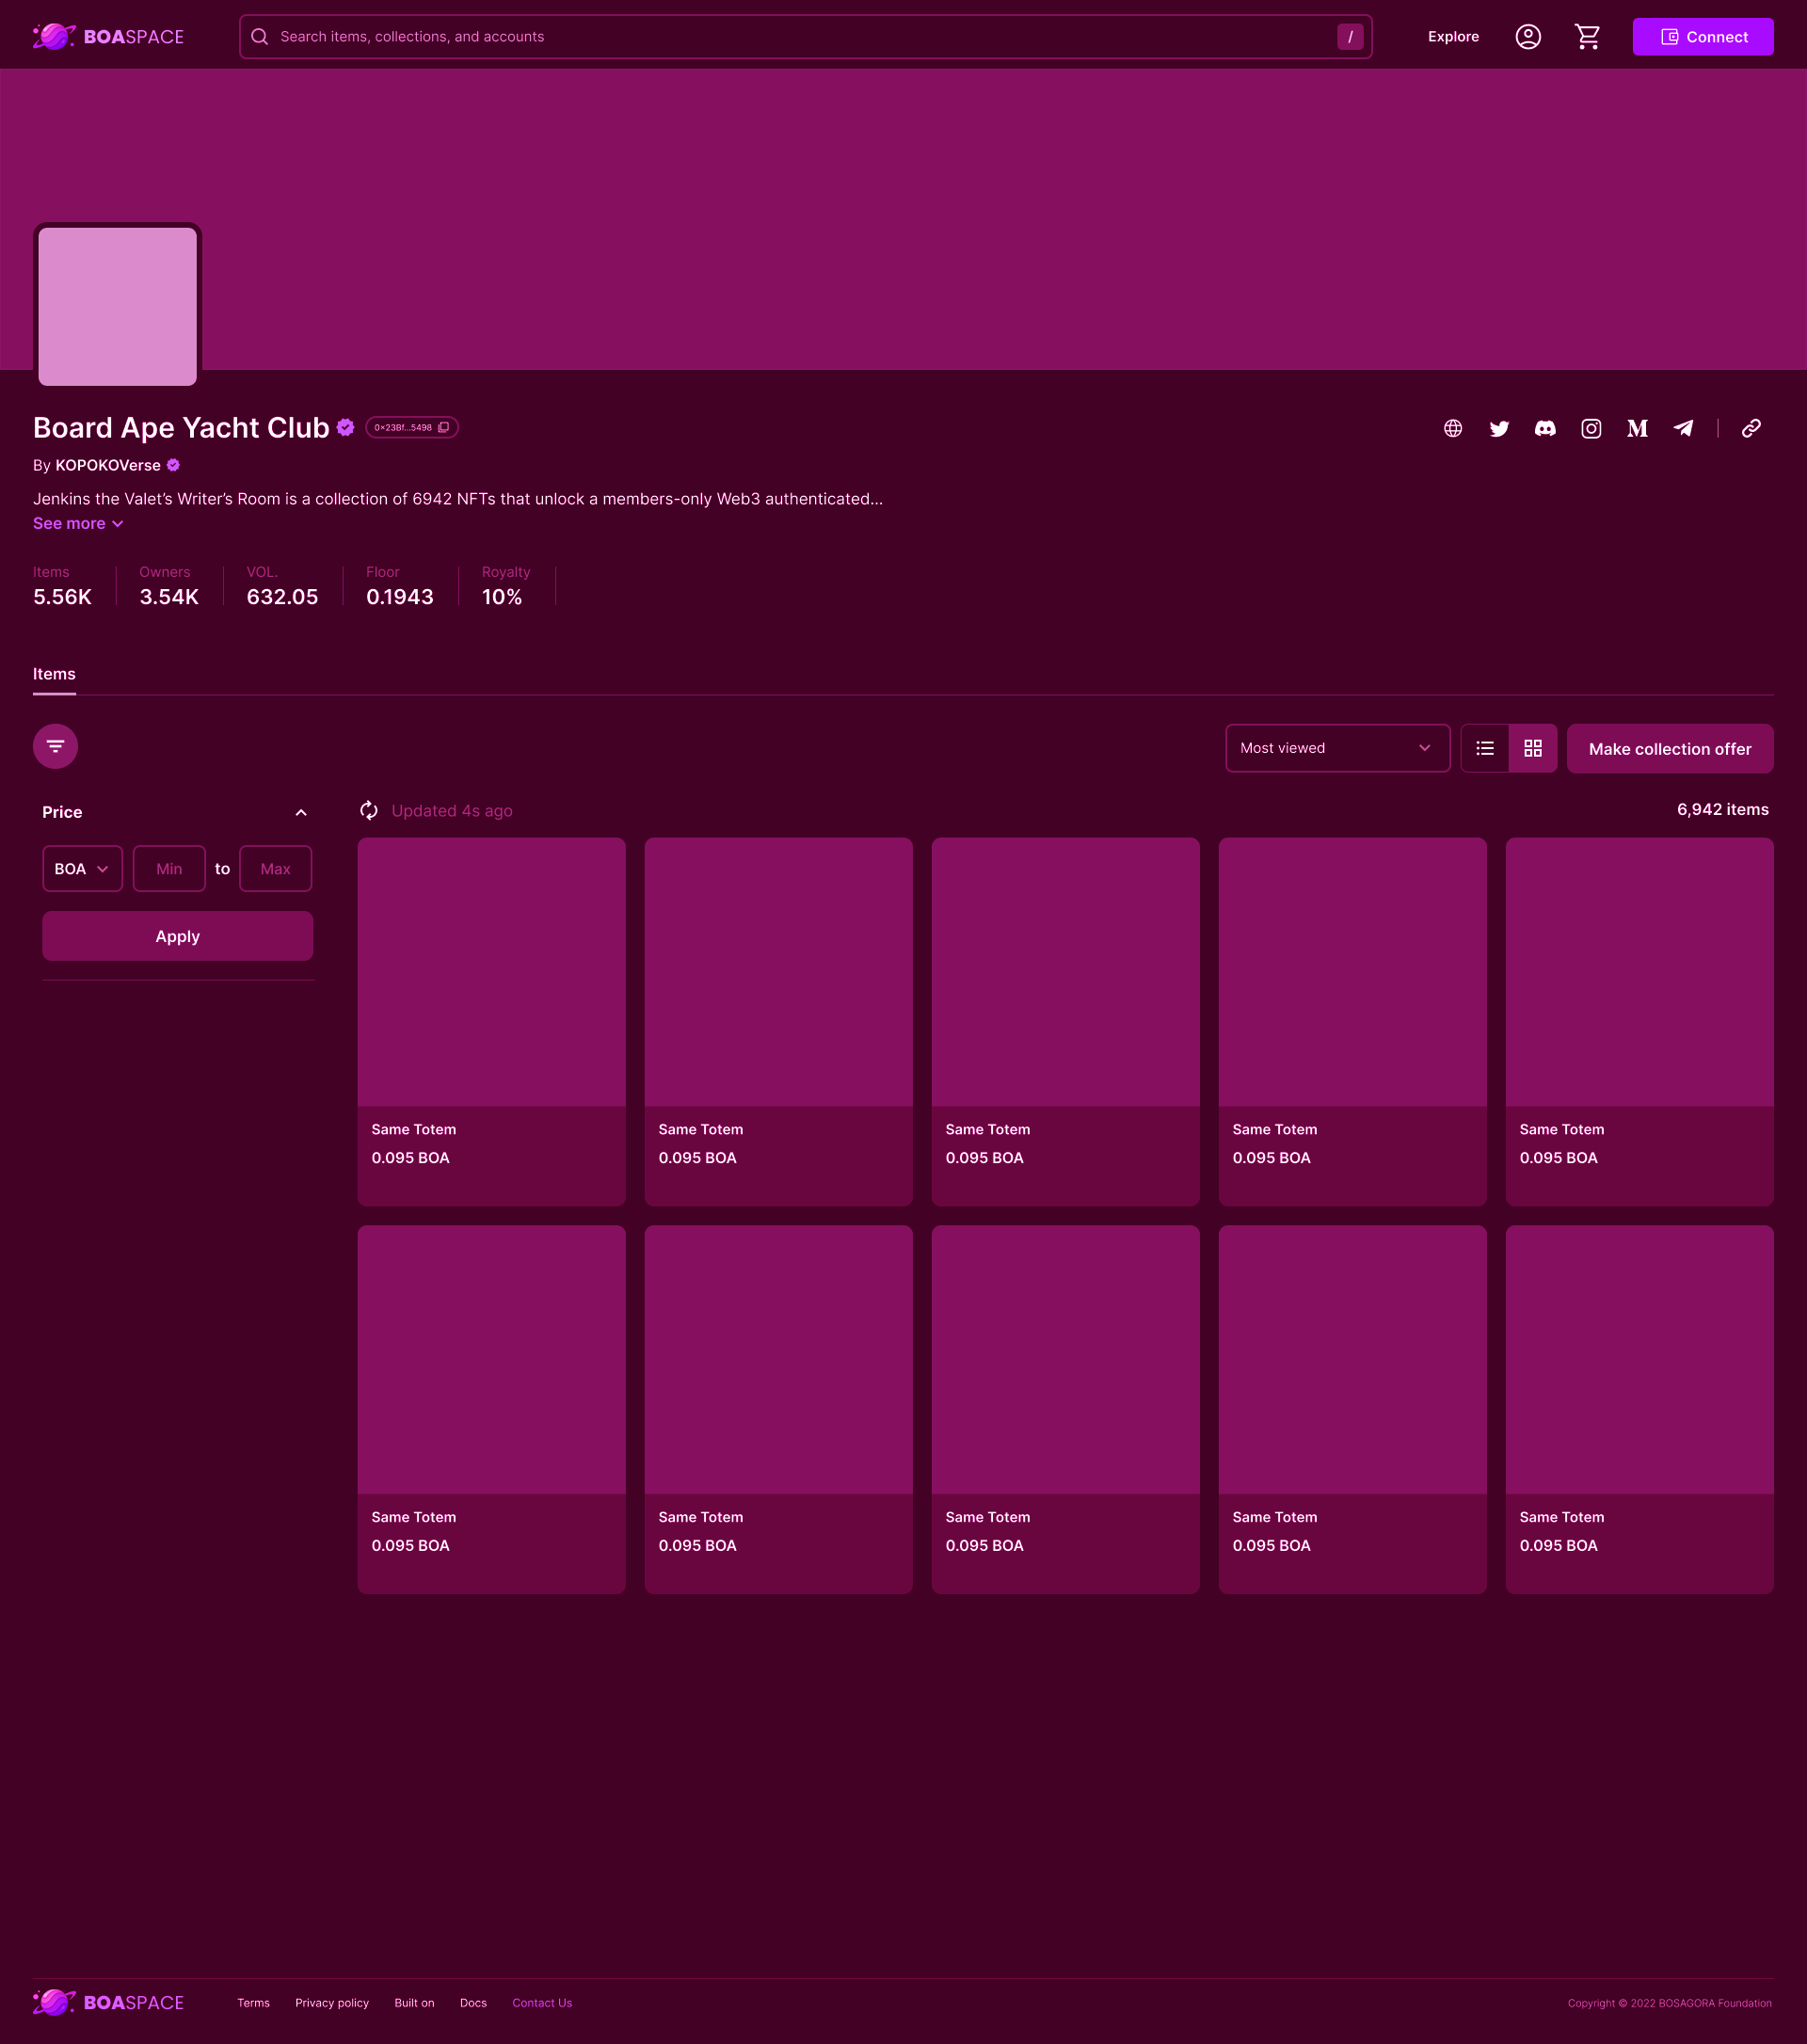 BOASPACE
Search items, collections, and accounts
/
Explore
Connect
Board Ape Yacht Club
0×23Bf...5498
By KOPOKOVerse
Jenkins the Valet’s Writer’s Room is a collection of 6942 NFTs that unlock a members-only Web3 authenticated...
See more
Items Owners VOL. Floor Royalty
5.56K 3.54K 632.05 0.1943 10%
Items
Most viewed
Make collection offer
Price
Updated 4s ago
6,942 items
BOA Min to Max
Apply
Same Totem Same Totem Same Totem Same Totem Same Totem
0.095 BOA 0.095 BOA 0.095 BOA 0.095 BOA 0.095 BOA
Same Totem Same Totem Same Totem Same Totem Same Totem
0.095 BOA 0.095 BOA 0.095 BOA 0.095 BOA 0.095 BOA
BOASPACE
Terms Privacy policy Built on Docs Contact Us
Copyright © 2022 BOSAGORA Foundation